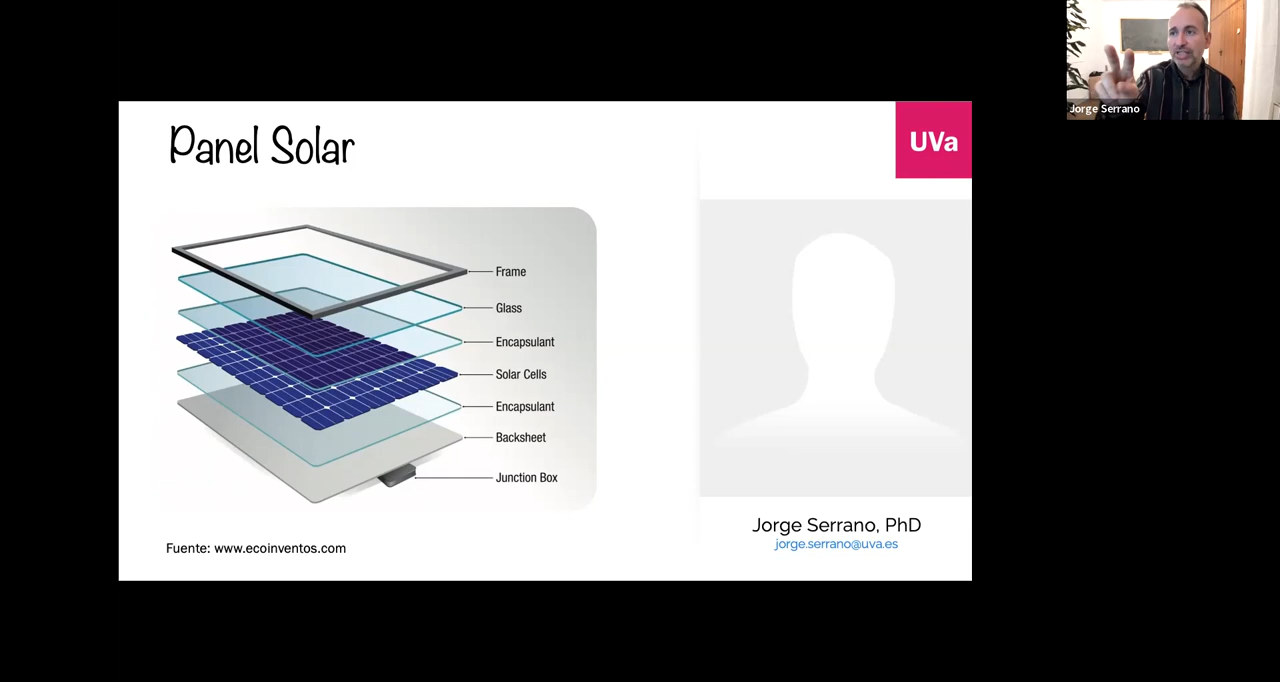 Jorge Serrano
Panel Solar
UVa
Frame
Glass
Encapsulant
Solar Cells
Encapsulant
Backsheet
Junction Box
Fuente: www.ecoinventos.com
Jorge Serrano, PhD
jorge.serrano@uva.es